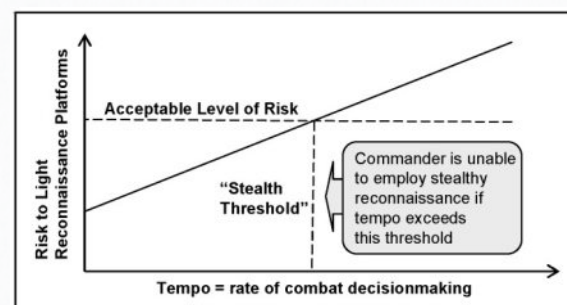 Risk to Light
Reconnaissance Platforms
Acceptable Level of Risk
“Stealth
Threshold”
Commander is unable
to employ stealthy
reconnaissance if
tempo exceeds
this threshold
Tempo = rate of combat decisionmaking